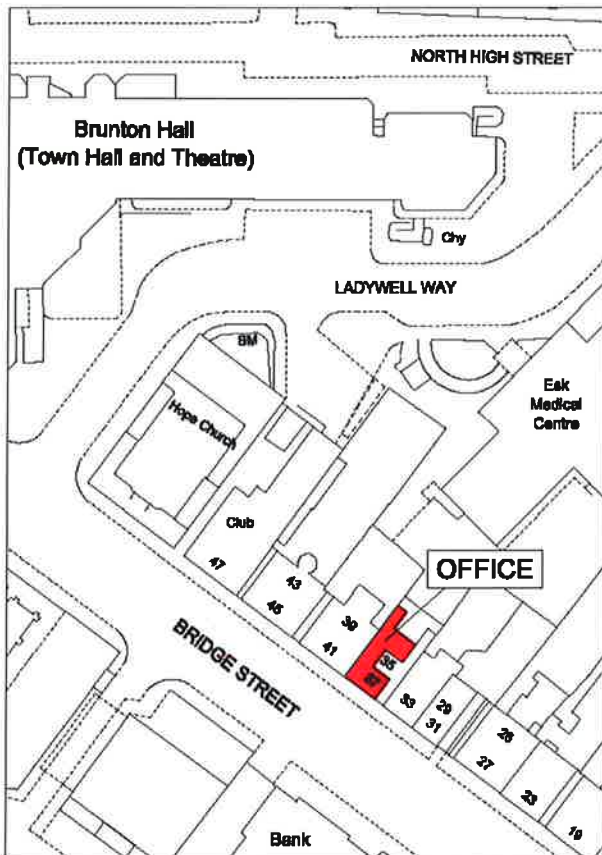 NORTH HIGH STREET
Brunton Hall
(Town Hall and Theatre)
Chy
LADYWELL WAY
BM
Hope Church
Esk
Medical
Centre
Club
47
43
45
OFFICE
39
41
35
37
33
29
31
BRIDGE STREET
27
23
19
Bank